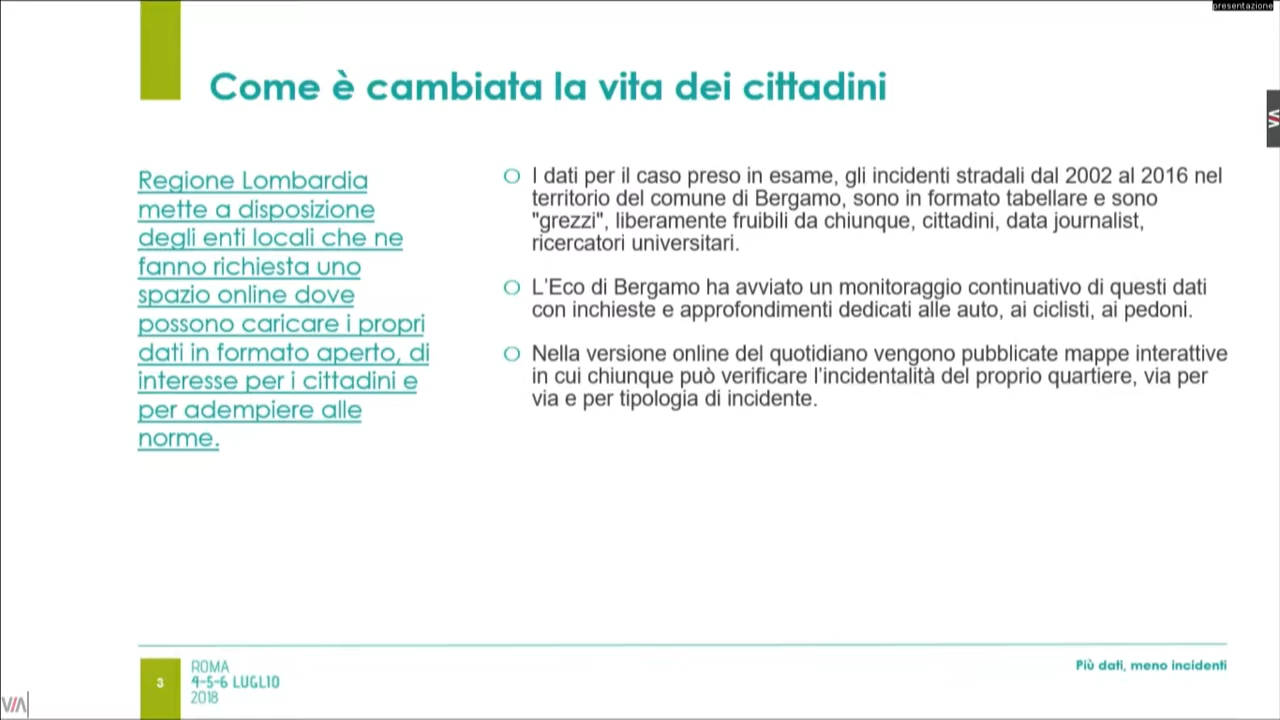 presentazione
Come è cambiata la vita dei cittadini
Regione Lombardia
mette a disposizione
degli enti locali che ne
fanno richiesta uno
spazio online dove
possono caricare i propri
dati in formato aperto, di
interesse per i cittadini e
per adempiere alle
norme.
I dati per il caso preso in esame, gli incidenti stradali dal 2002 al 2016 nel
territorio del comune di Bergamo, sono in formato tabellare e sono
"grezzi", liberamente fruibili da chiunque, cittadini, data journalist,
ricercatori universitari.
L'Eco di Bergamo ha avviato un monitoraggio continuativo di questi dati
con inchieste e approfondimenti dedicati alle auto, ai ciclisti, ai pedoni.
Nella versione online del quotidiano vengono pubblicate mappe interattive
in cui chiunque può verificare l'incidentalità del proprio quartiere, via per
via e per tipologia di incidente.
3
ROMA
4-5-6 LUGLIO
2018
Più dati, meno incidenti
VIA